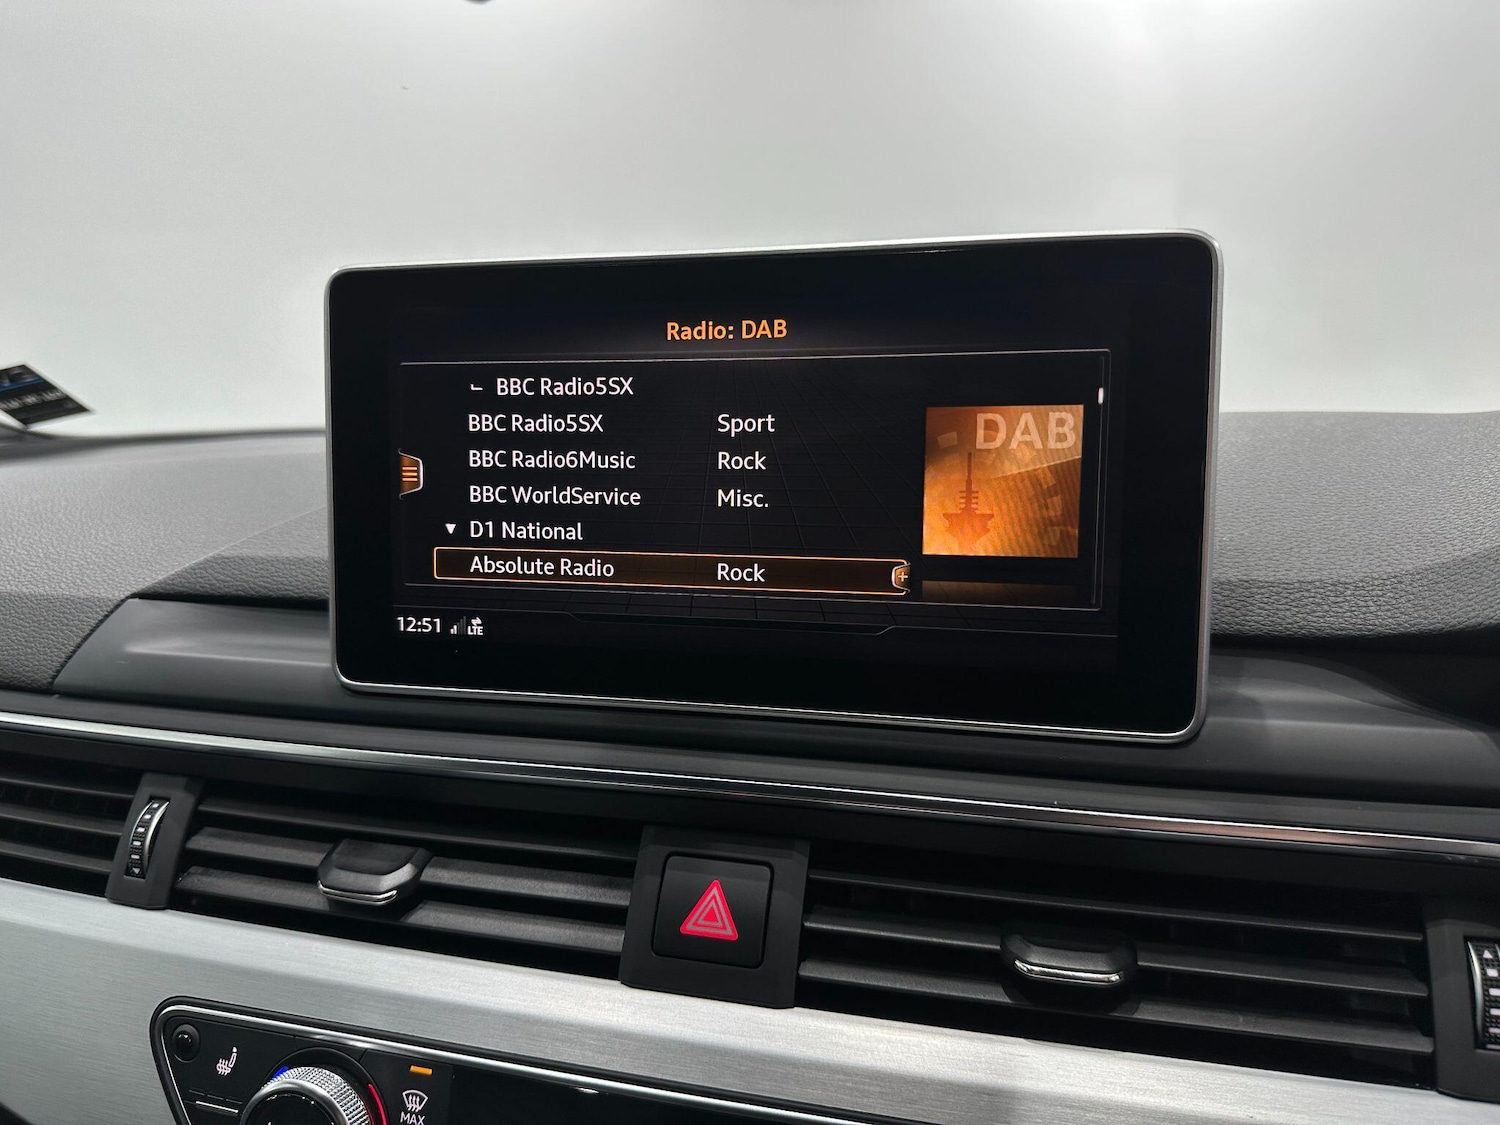 Radio: DAB
BBC Radio5SX
BBC Radio5SX Sport
BBC Radio6Music Rock
BBC WorldService Misc.
D1 National
Absolute Radio Rock
DAB
12:51 LTE
MAX